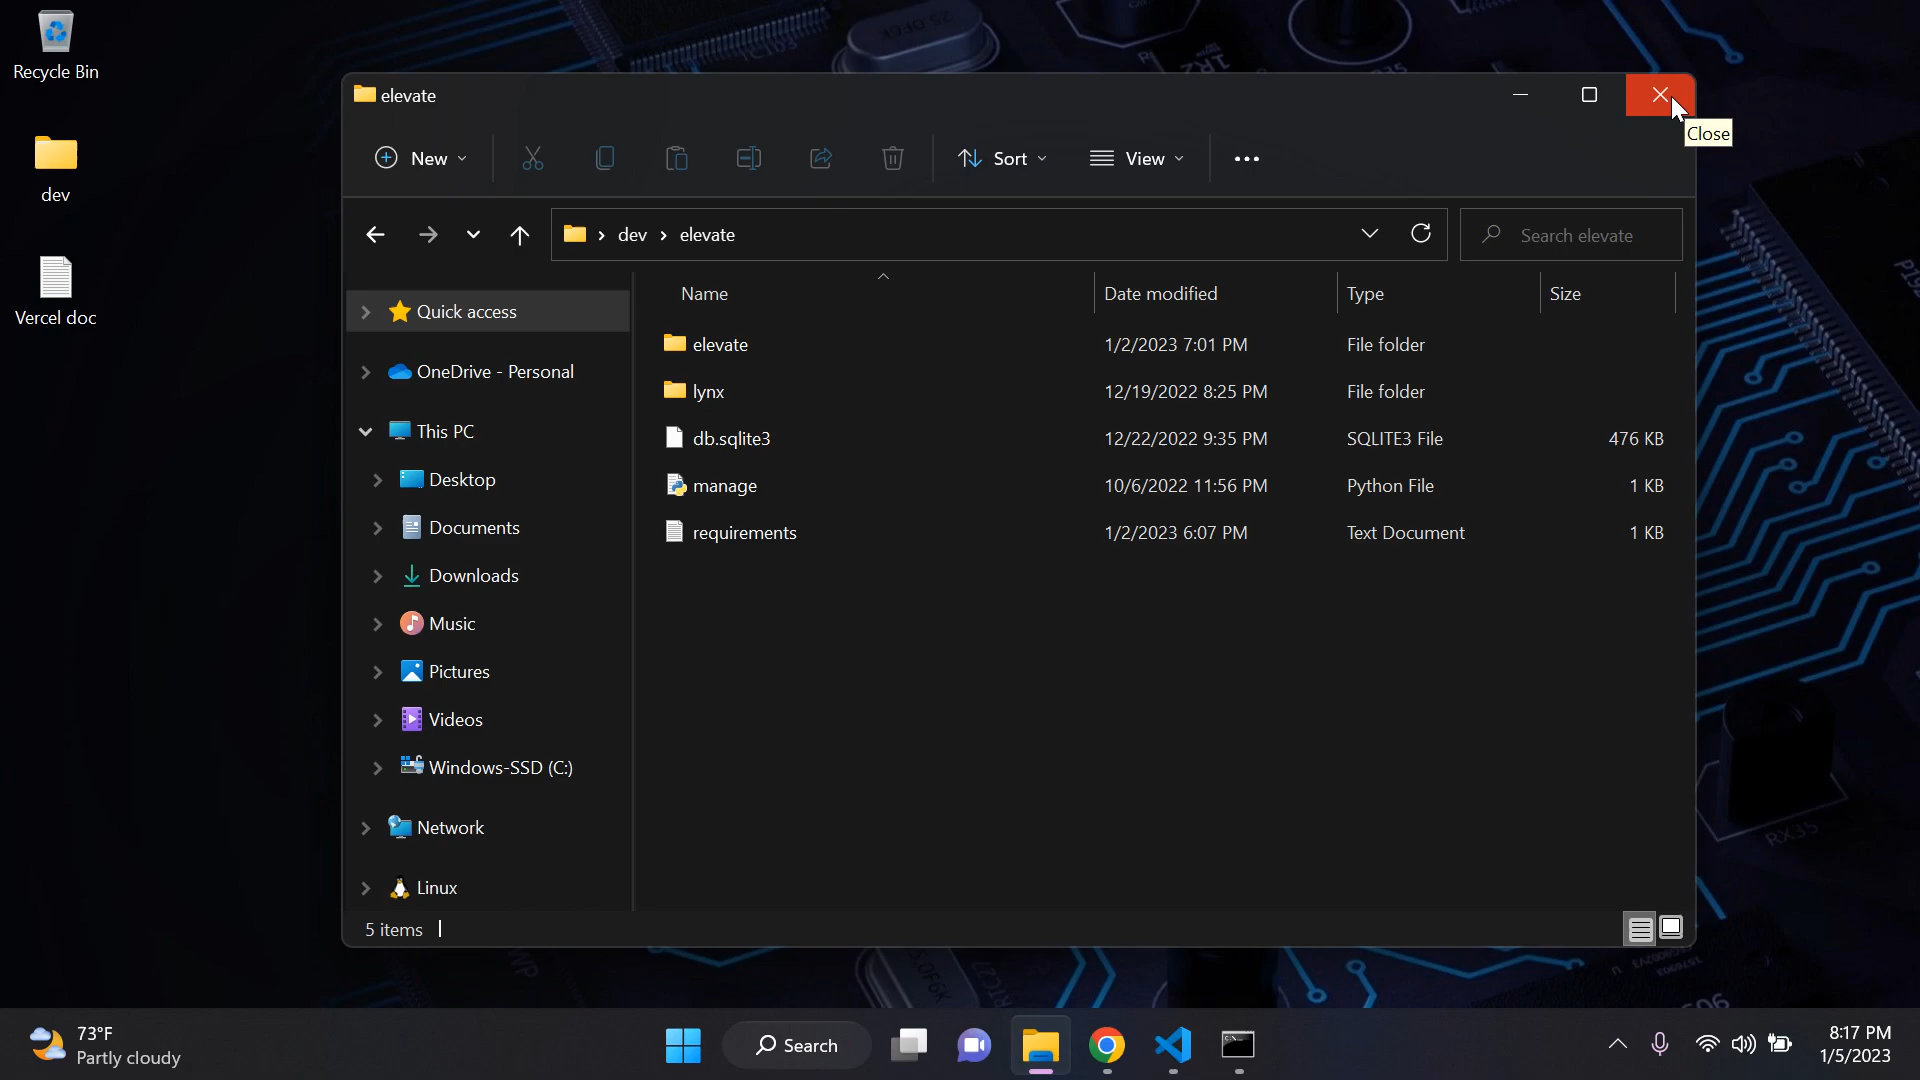 Recycle Bin
dev
Vercel doc
elevate
Close
New
Sort
View
dev
elevate
Search elevate
Name
Date modified
Type
Size
Quick access
OneDrive - Personal
This PC
Desktop
Documents
Downloads
Music
Pictures
Videos
Windows-SSD (C:)
Network
Linux
elevate 1/2/2023 7:01 PM File folder
lynx 12/19/2022 8:25 PM File folder
db.sqlite3 12/22/2022 9:35 PM SQLITE3 File 476 KB
manage 10/6/2022 11:56 PM Python File 1 KB
requirements 1/2/2023 6:07 PM Text Document 1 KB
5 items
1R2
RX35
73°F
Partly cloudy
Search
8:17 PM
1/5/2023